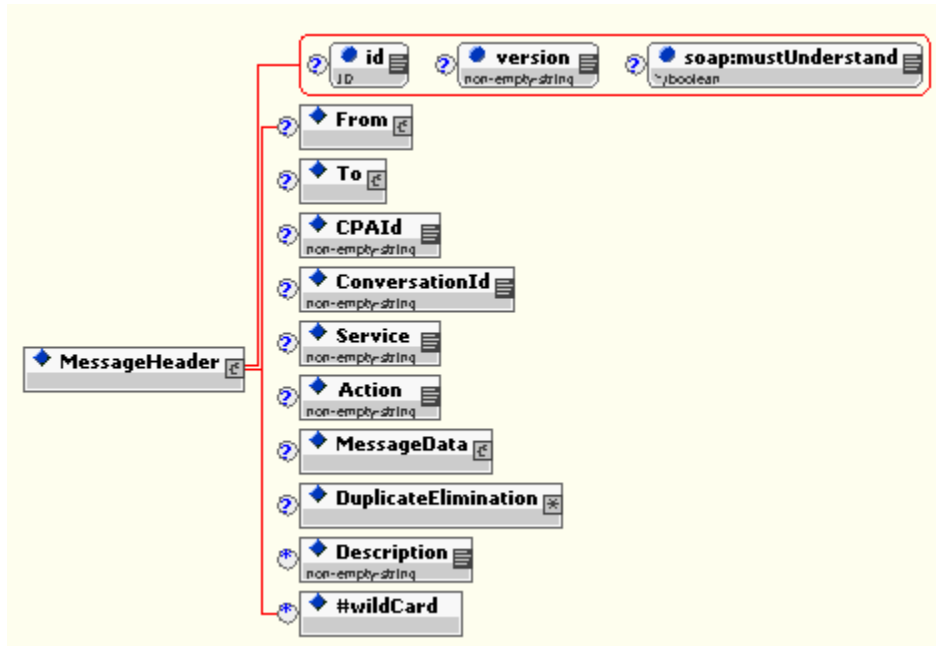 id version soap:mustUnderstand
ID non-empty-string */boolean
From
To
CPAId
non-empty-string
ConversationId
non-empty-string
MessageHeader
Service
non-empty-string
Action
non-empty-string
MessageData
DuplicateElimination
Description
non-empty-string
#wildCard